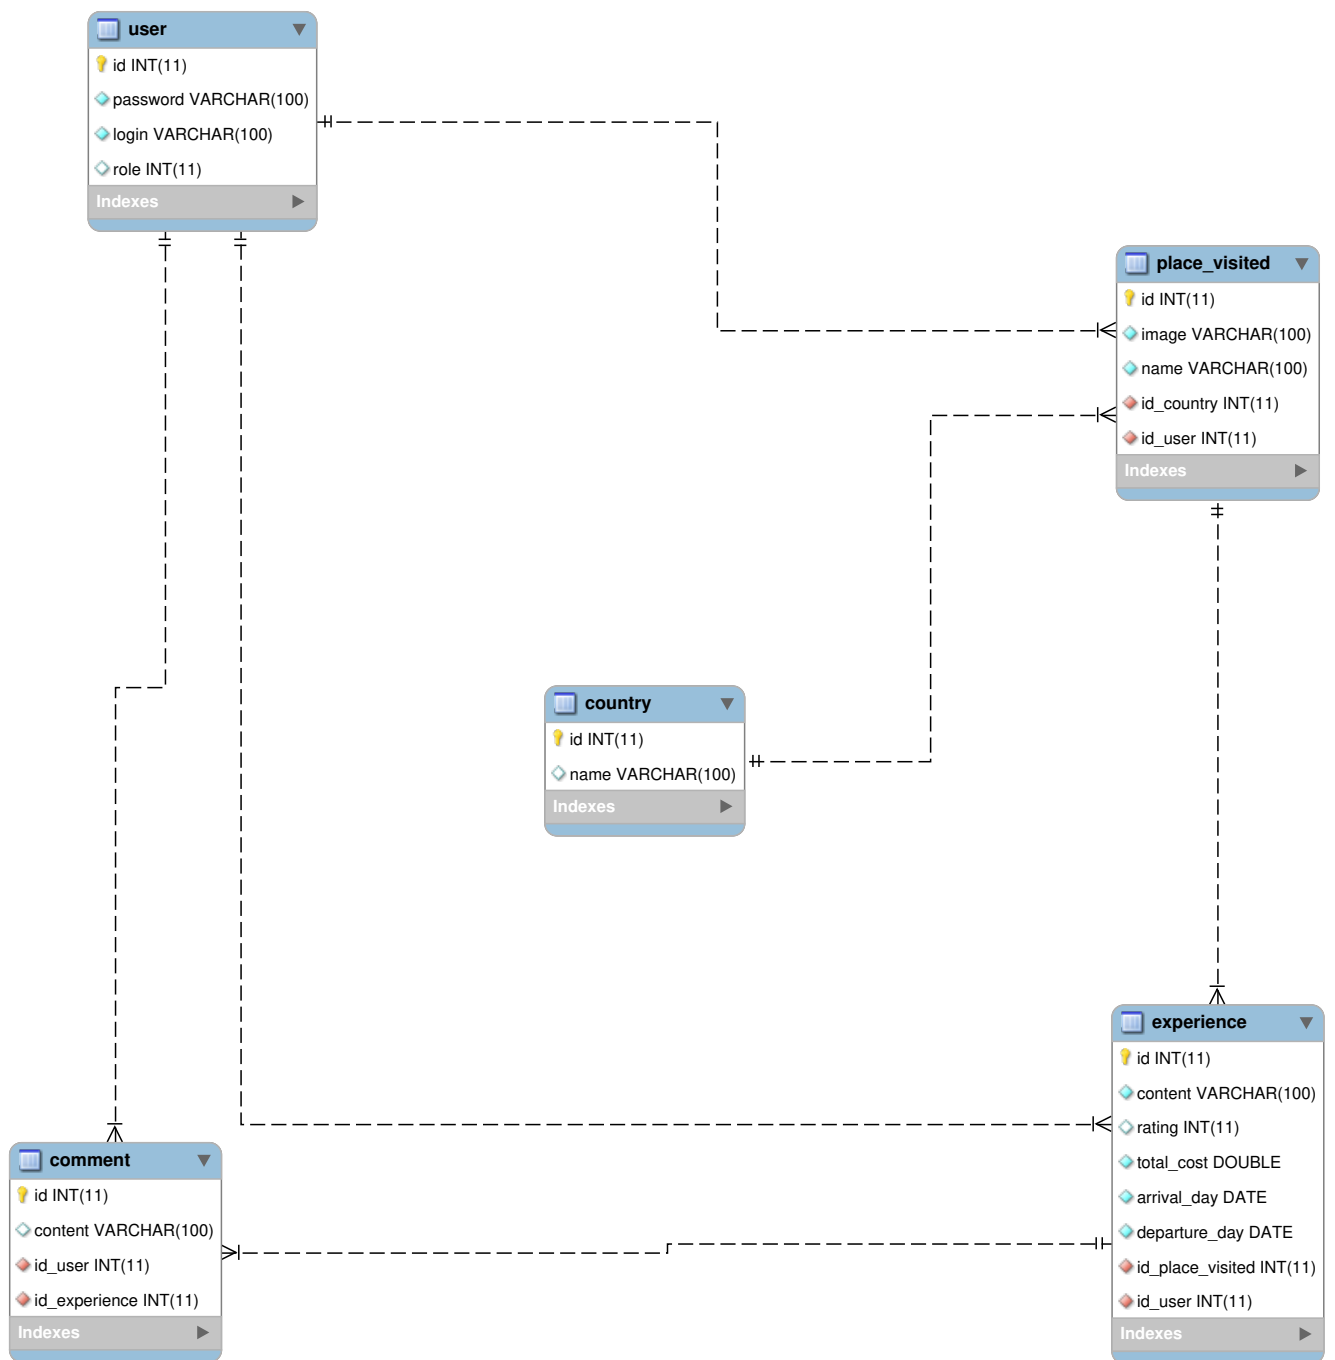 user
id INT(11)
password VARCHAR(100)
login VARCHAR(100)
role INT(11)
Indexes
place_visited
id INT(11)
image VARCHAR(100)
name VARCHAR(100)
id_country INT(11)
id_user INT(11)
Indexes
country
id INT(11)
name VARCHAR(100)
Indexes
experience
id INT(11)
content VARCHAR(100)
rating INT(11)
total_cost DOUBLE
arrival_day DATE
departure_day DATE
id_place_visited INT(11)
id_user INT(11)
Indexes
comment
id INT(11)
content VARCHAR(100)
id_user INT(11)
id_experience INT(11)
Indexes